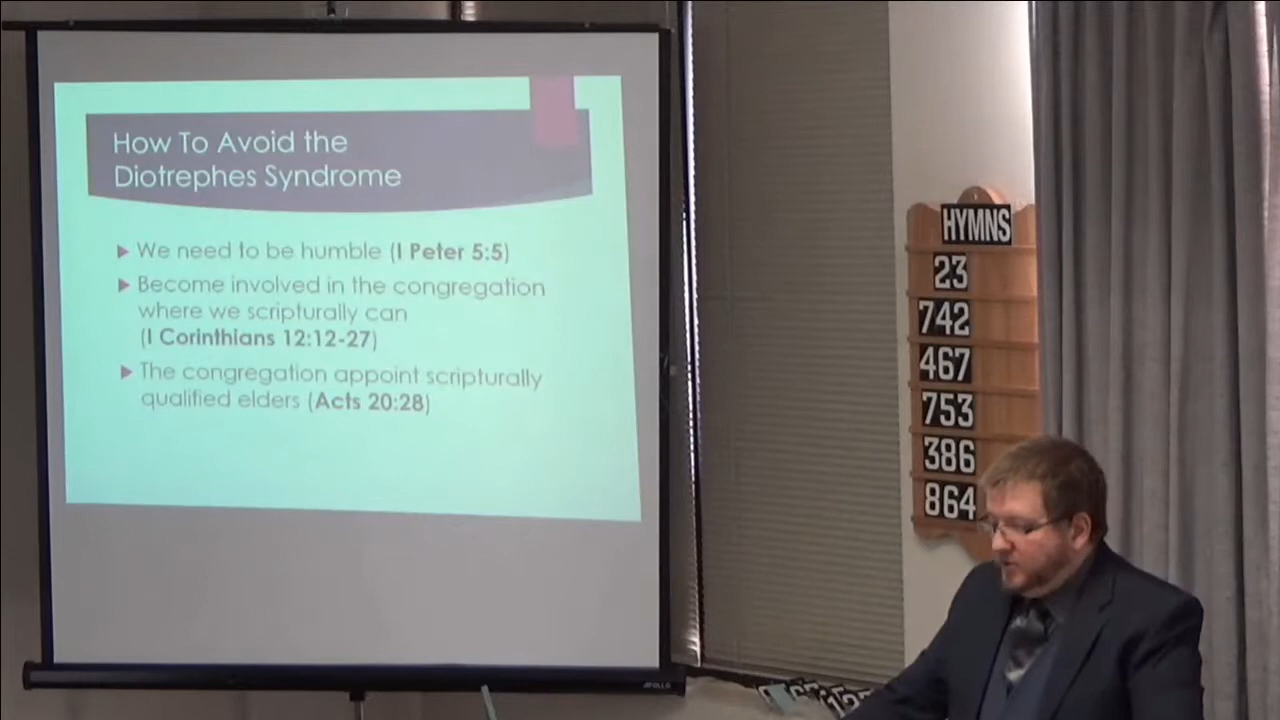 How To Avoid the
Diotrephes Syndrome
We need to be humble (I Peter 5:5)
Become involved in the congregation
where we scripturally can
(I Corinthians 12:12-27)
The congregation appoint scripturally
qualified elders (Acts 20:28)
HYMNS
23
742
467
753
386
864
APOLLO